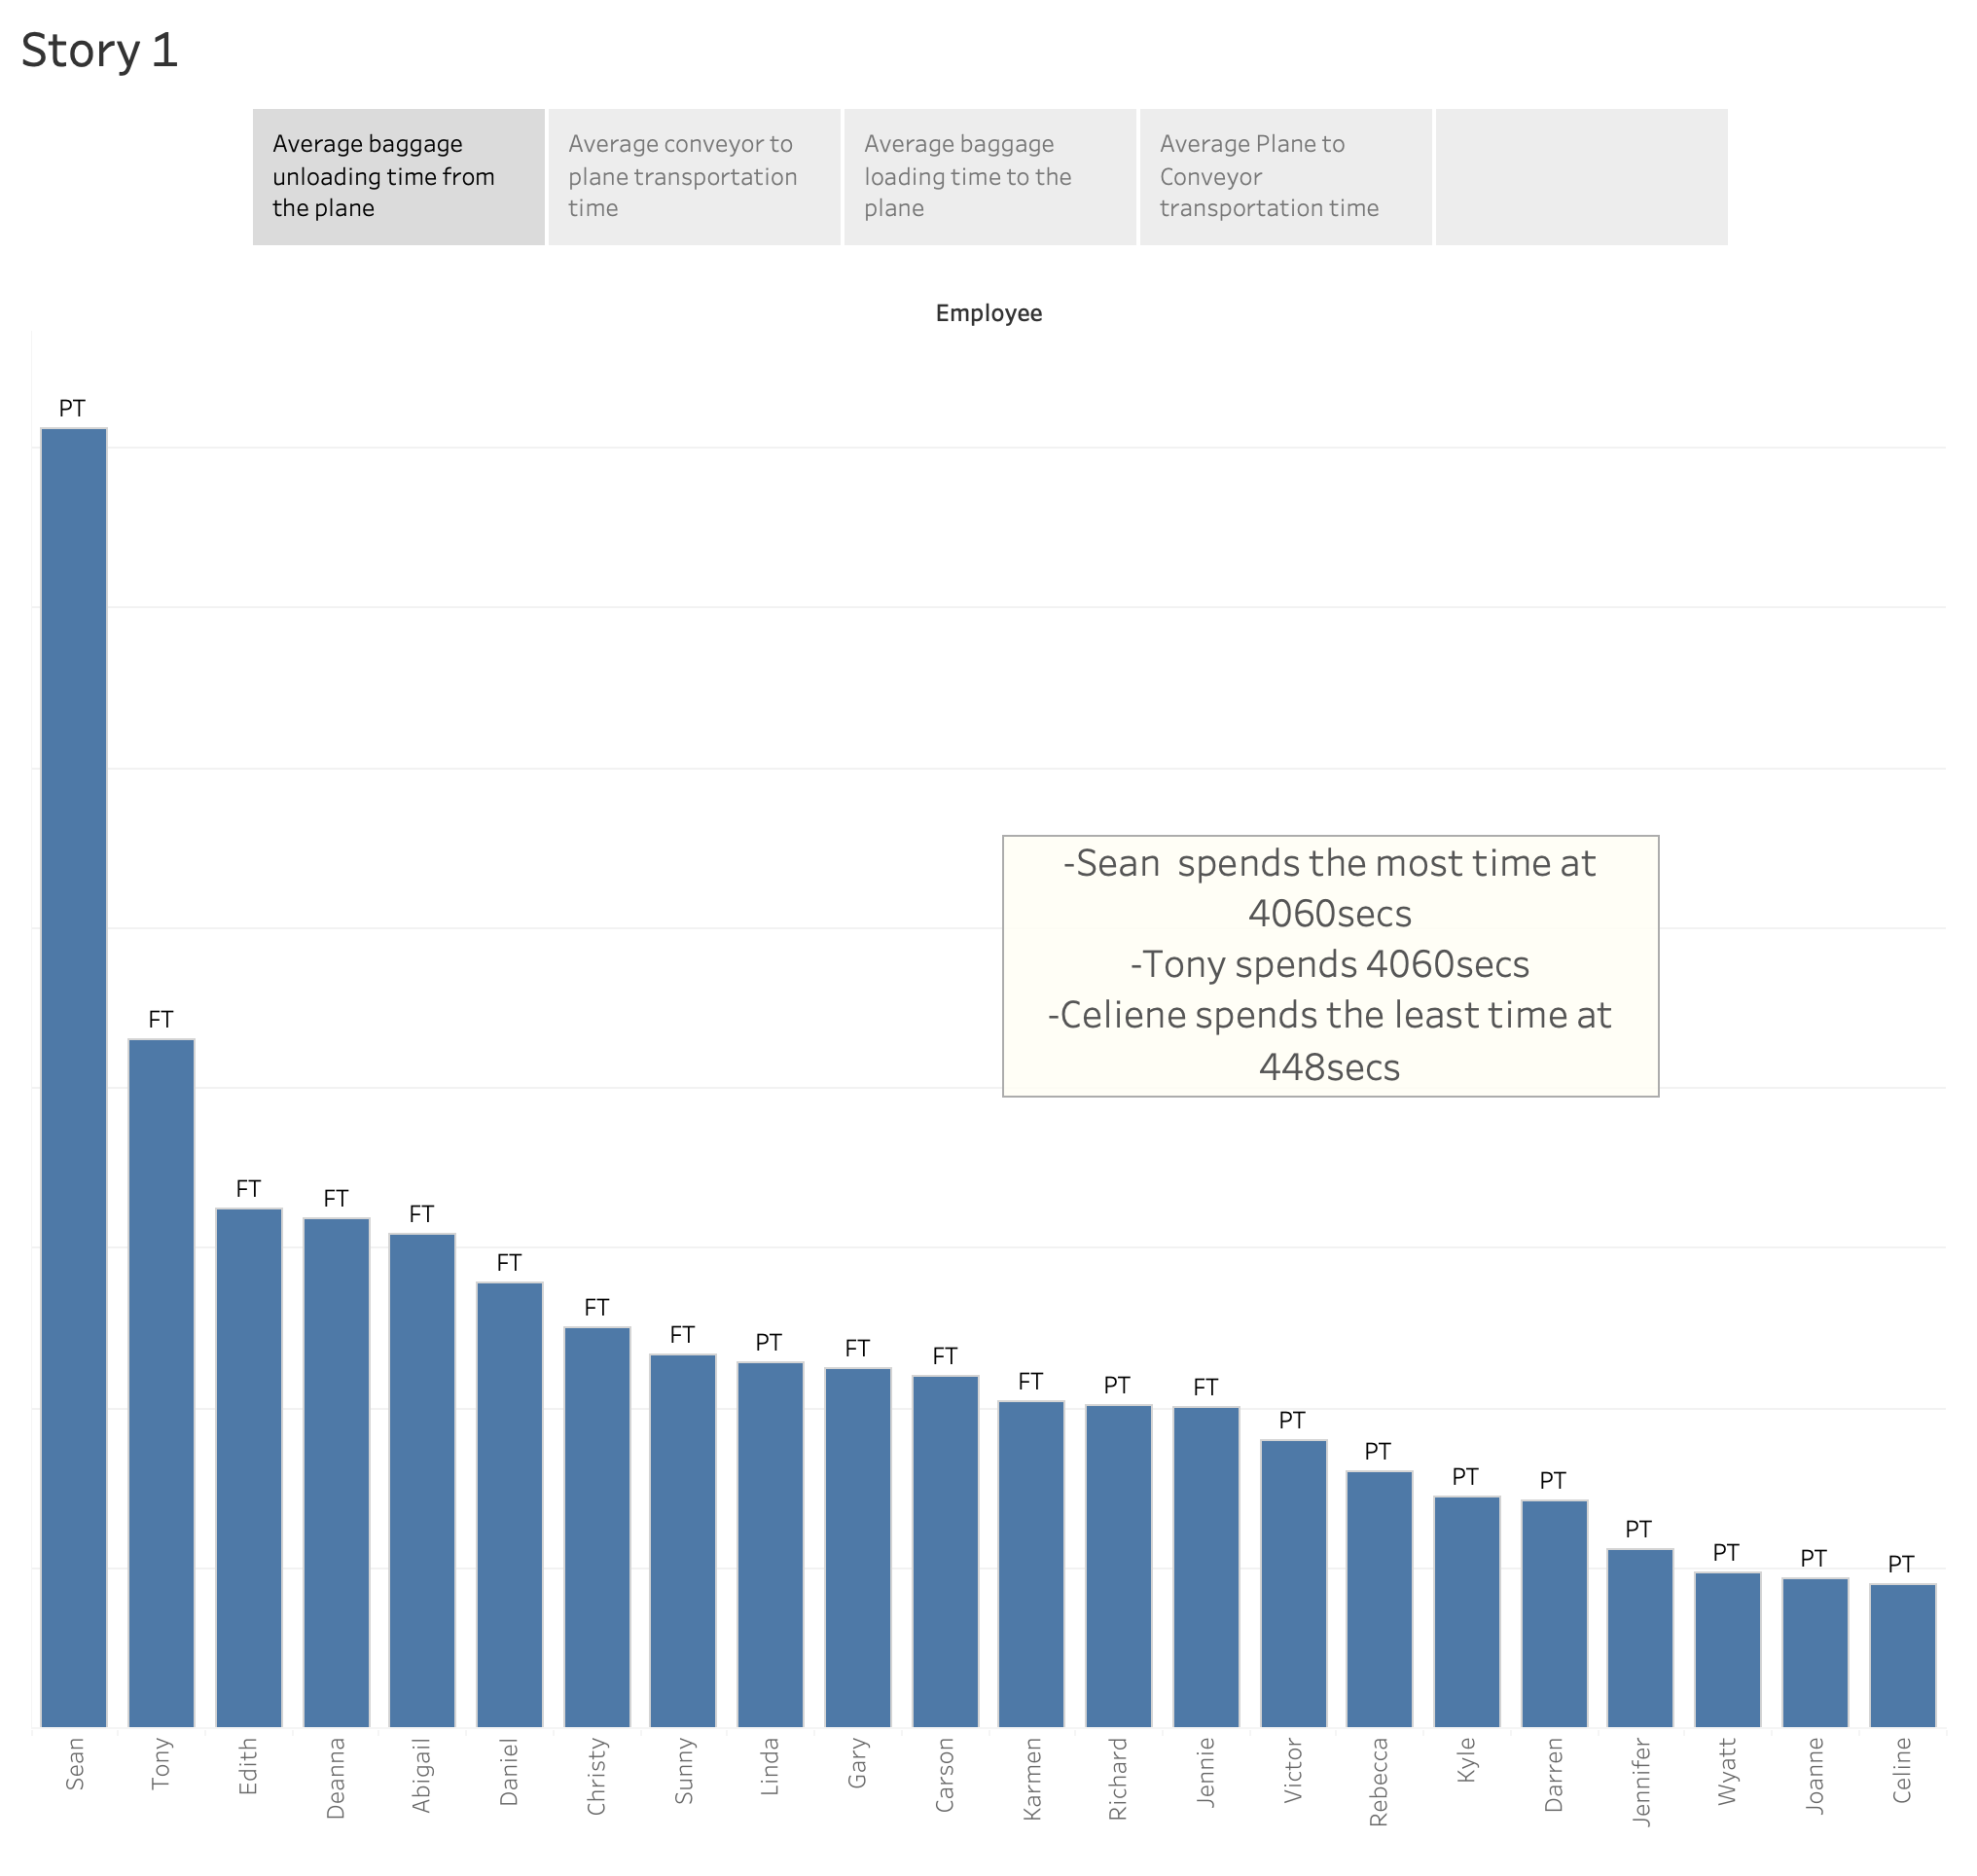 Story 1
Average baggage
unloading time from
the plane
Average conveyor to
plane transportation
time
Average baggage
loading time to the
plane
Average Plane to
Conveyor
transportation time
Employee
PT
FT
FT
FT
FT
FT
FT
FT
PT
FT
FT
FT
PT
FT
PT
PT
PT
PT
PT
PT
PT
PT
-Sean  spends the most time at
4060secs
-Tony spends 4060secs
-Celiene spends the least time at
448secs
Sean
Tony
Edith
Deanna
Abigail
Daniel
Christy
Sunny
Linda
Gary
Carson
Karmen
Richard
Jennie
Victor
Rebecca
Kyle
Darren
Jennifer
Wyatt
Joanne
Celine